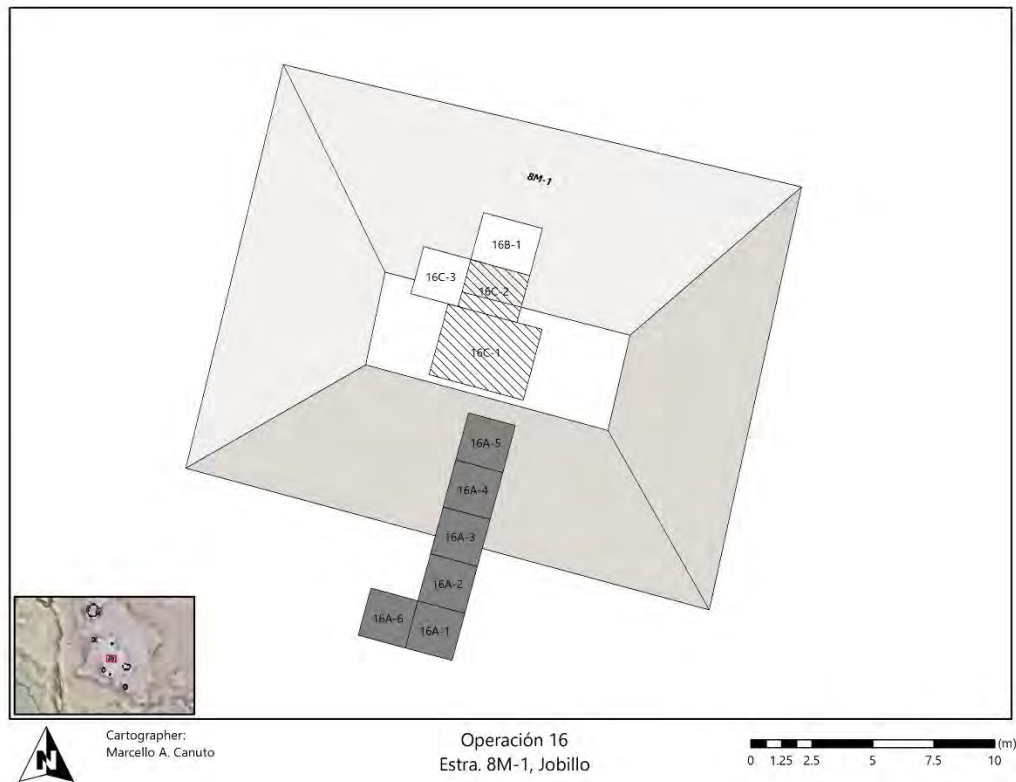 8M-1
16B-1
16C-3
16C-2
16C-1
16A-5
16A-4
16A-3
16A-2
16A-6
16A-1
N
Cartographer:
Marcello A. Canuto
Operación 16
Estra. 8M-1, Jobillo
(m)
0 1.25 2.5 5 7.5 10